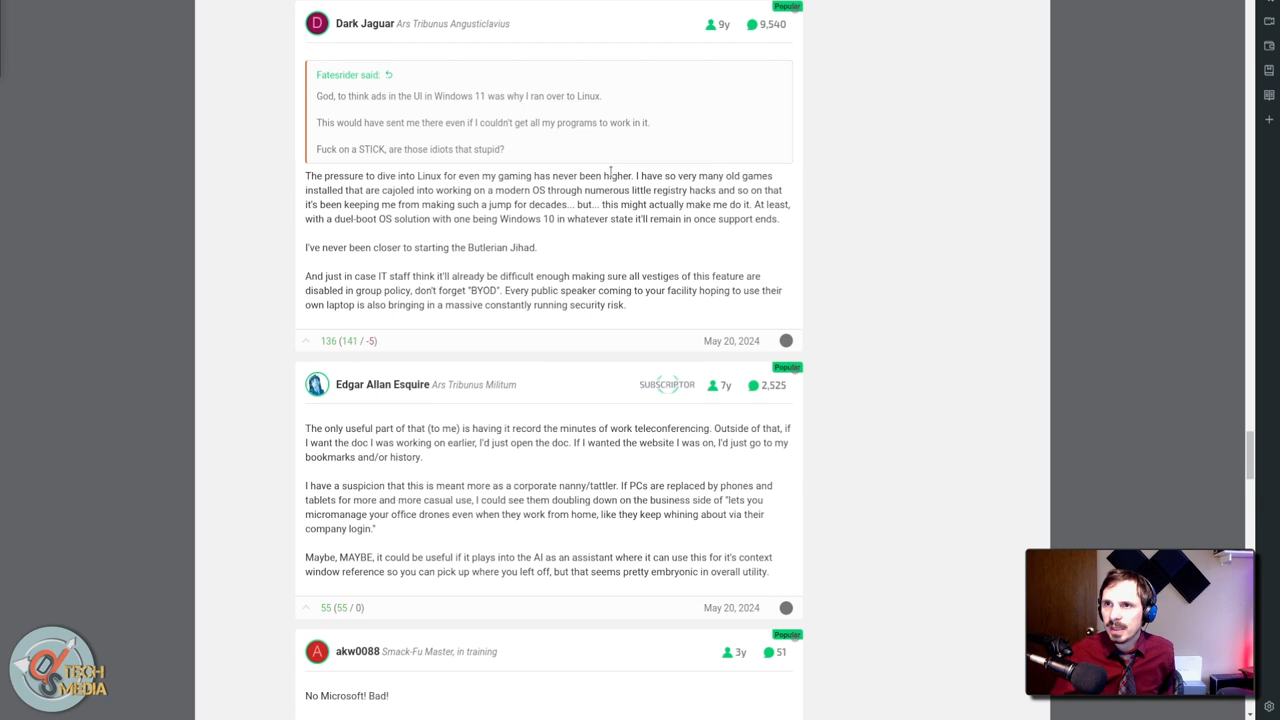 Popular
D
Dark Jaguar Ars Tribunus Angusticlavius
9y 9,540
Fatesrider said:
God, to think ads in the UI in Windows 11 was why I ran over to Linux.
This would have sent me there even if I couldn't get all my programs to work in it.
Fuck on a STICK, are those idiots that stupid?
The pressure to dive into Linux for even my gaming has never been higher. I have so very many old games
installed that are cajoled into working on a modern OS through numerous little registry hacks and so on that
it's been keeping me from making such a jump for decades... but... this might actually make me do it. At least,
with a duel-boot OS solution with one being Windows 10 in whatever state it'll remain in once support ends.
I've never been closer to starting the Butlerian Jihad.
And just in case IT staff think it'll already be difficult enough making sure all vestiges of this feature are
disabled in group policy, don't forget "BYOD". Every public speaker coming to your facility hoping to use their
own laptop is also bringing in a massive constantly running security risk.
136 (141 / -5)
May 20, 2024
Popular
Edgar Allan Esquire Ars Tribunus Militum
SUBSCRIPTOR 7y 2,525
The only useful part of that (to me) is having it record the minutes of work teleconferencing. Outside of that, if
I want the doc I was working on earlier, I'd just open the doc. If I wanted the website I was on, I'd just go to my
bookmarks and/or history.
I have a suspicion that this is meant more as a corporate nanny/tattler. If PCs are replaced by phones and
tablets for more and more casual use, I could see them doubling down on the business side of "lets you
micromanage your office drones even when they work from home, like they keep whining about via their
company login."
Maybe, MAYBE, it could be useful if it plays into the AI as an assistant where it can use this for it's context
window reference so you can pick up where you left off, but that seems pretty embryonic in overall utility.
55 (55 / 0)
May 20, 2024
Popular
A
akw0088 Smack-Fu Master, in training
3y 51
No Microsoft! Bad!
TECH
MEDIA